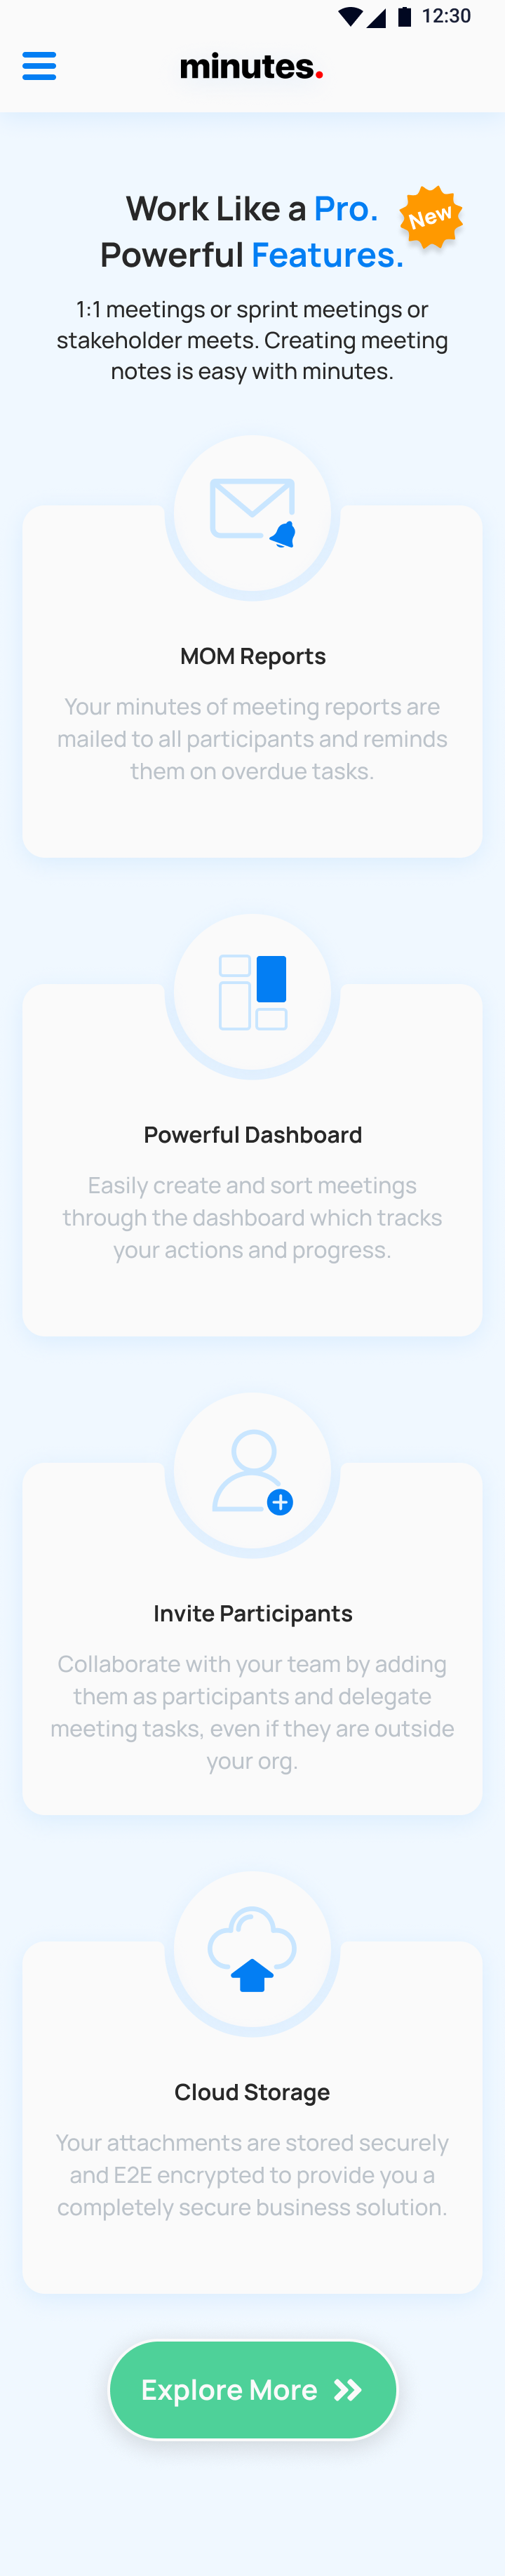 12:30
minutes.
Work Like a Pro.
New
Powerful Features.
1:1 meetings or sprint meetings or
stakeholder meets. Creating meeting
notes is easy with minutes.
MOM Reports
Your minutes of meeting reports are
mailed to all participants and reminds
them on overdue tasks.
Powerful Dashboard
Easily create and sort meetings
through the dashboard which tracks
your actions and progress.
Invite Participants
Collaborate with your team by adding
them as participants and delegate
meeting tasks, even if they are outside
your org.
Cloud Storage
Your attachments are stored securely
and E2E encrypted to provide you a
completely secure business solution.
Explore More